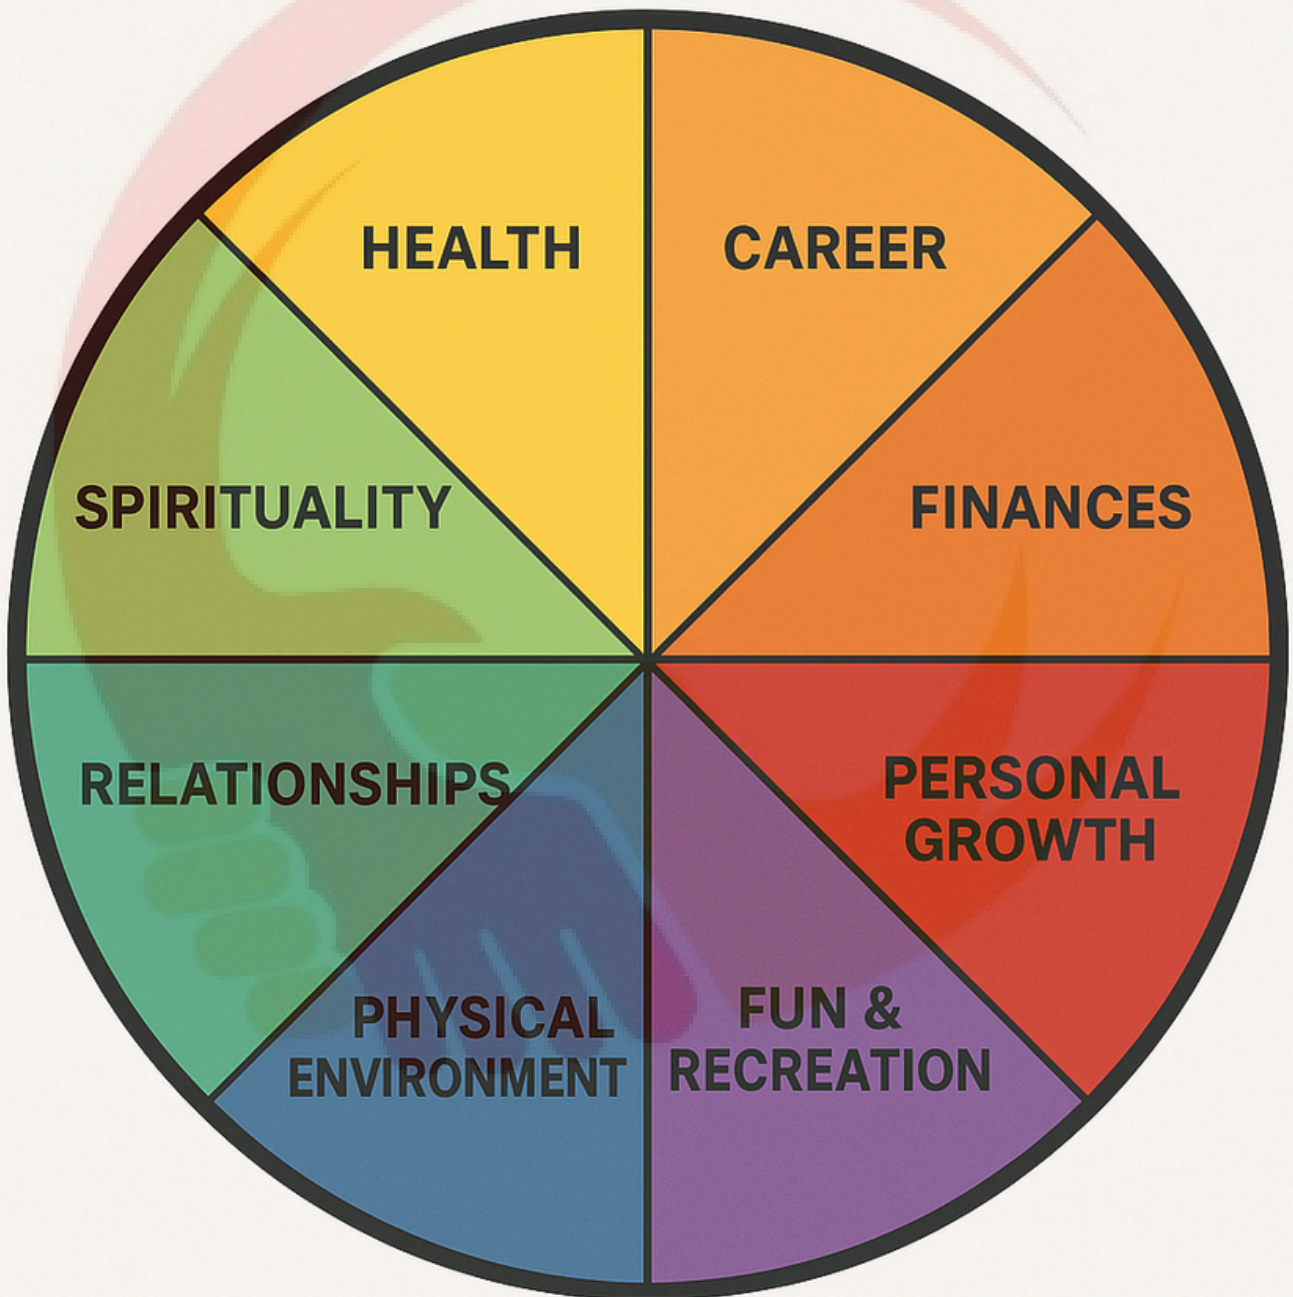 HEALTH
CAREER
SPIRITUALITY
FINANCES
RELATIONSHIPS
PERSONAL
GROWTH
PHYSICAL
ENVIRONMENT
FUN &
RECREATION